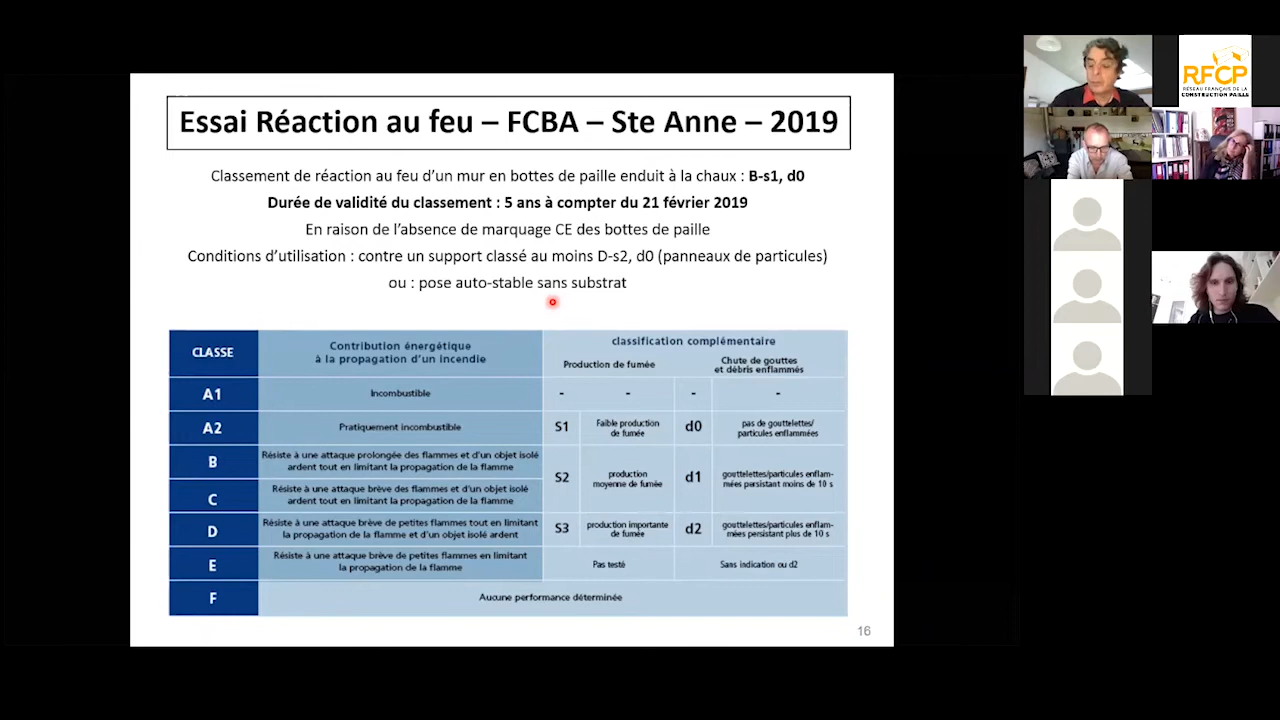 Essai Réaction au feu – FCBA – Ste Anne – 2019
Classement de réaction au feu d'un mur en bottes de paille enduit à la chaux : B-s1, d0
Durée de validité du classement : 5 ans à compter du 21 février 2019
En raison de l'absence de marquage CE des bottes de paille
Conditions d'utilisation : contre un support classé au moins D-s2, d0 (panneaux de particules)
ou : pose auto-stable sans substrat
CLASSE
Contribution énergétique
à la propagation d'un incendie
classification complémentaire
Production de fumée
Chute de gouttes
et débris enflammés
A1
Incombustible
- - - -
A2
Pratiquement incombustible
S1
Faible production
de fumée
d0
pas de gouttelettes/
particules enflammées
B
Résiste à une attaque prolongée des flammes et d'un objet isolé
ardent tout en limitant la propagation de la flamme
S2
production
moyenne de fumée
d1
gouttelettes/particules enflam-
mées persistant moins de 10 s
C
Résiste à une attaque brève des flammes et d'un objet isolé
ardent tout en limitant la propagation de la flamme
D
Résiste à une attaque brève de petites flammes tout en limitant
la propagation de la flamme et d'un objet isolé ardent
S3
production importante
de fumée
d2
gouttelettes/particules enflam-
mées persistant plus de 10 s
E
Résiste à une attaque brève de petites flammes en limitant
la propagation de la flamme
Pas testé
Sans indication ou d2
F
Aucune performance déterminée
16
RFCP
RÉSEAU FRANÇAIS DE LA
CONSTRUCTION PAILLE